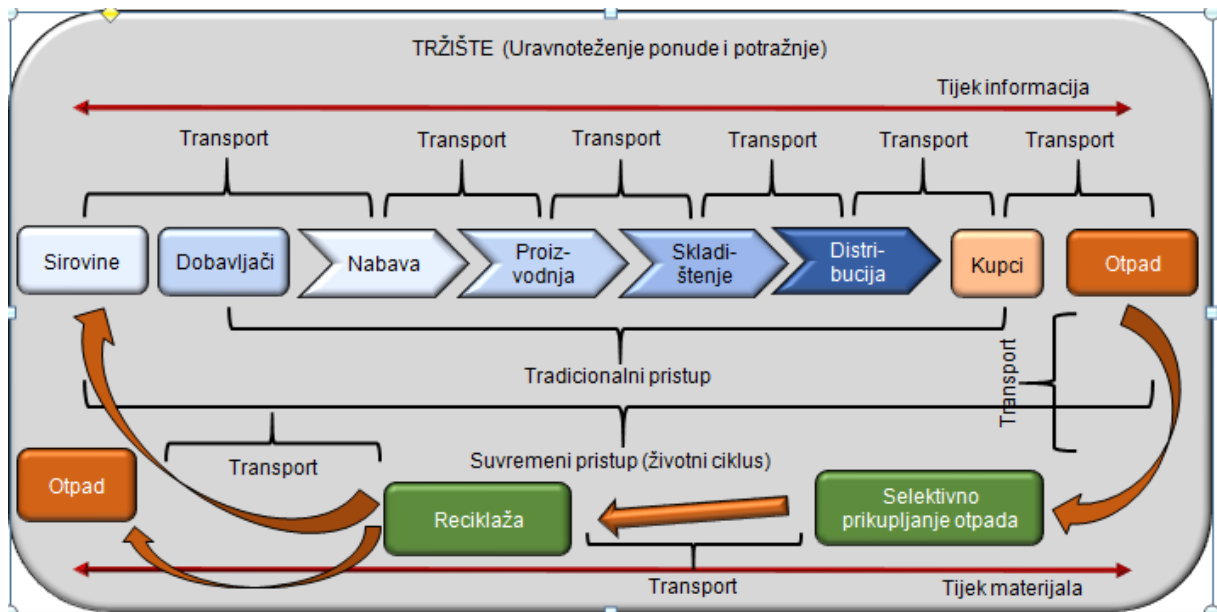 TRŽIŠTE (Uravnoteženje ponude i potražnje)
Tijek informacija
Transport
Transport
Transport
Transport
Transport
Transport
Sirovine
Dobavljači
Nabava
Proiz-
vodnja
Skladi-
štenje
Distri-
bucija
Kupci
Otpad
Tradicionalni pristup
Transport
Transport
Suvremeni pristup (životni ciklus)
Otpad
Reciklaža
Selektivno
prikupljanje otpada
Transport
Tijek materijala